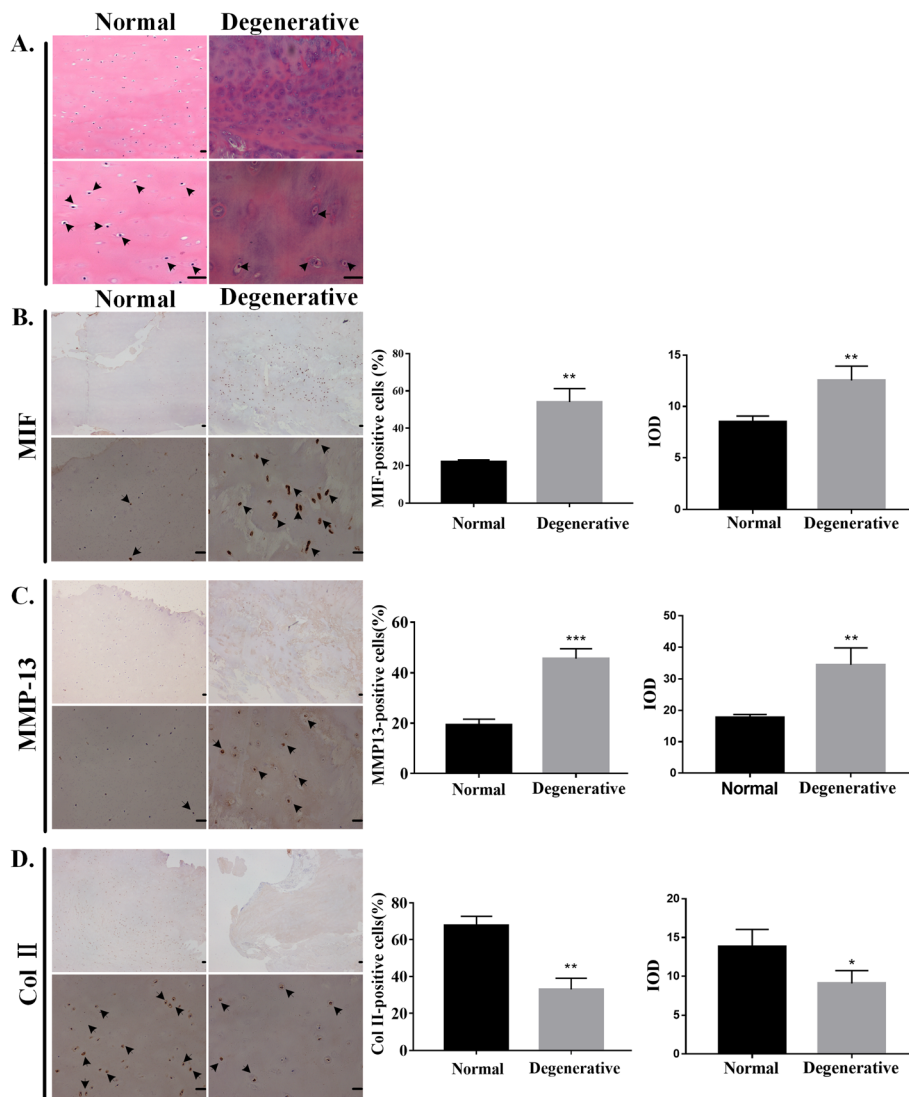 Normal Degenerative
A.
Normal Degenerative
B.
MIF
MIF-positive cells (%)
80
60
40
20
0
Normal Degenerative
**
IOD
15
10
5
0
Normal Degenerative
**
C.
MMP-13
MMP13-positive cells(%)
60
40
20
0
Normal Degenerative
***
IOD
40
30
20
10
0
Normal Degenerative
**
D.
Col II
Col II-positive cells(%)
80
60
40
20
0
Normal Degenerative
**
IOD
20
15
10
5
0
Normal Degenerative
*